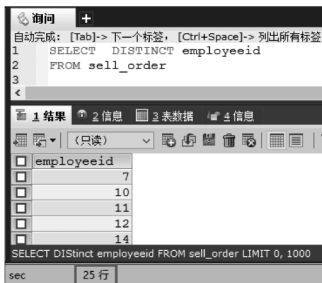 询问
自动完成: [Tab]-> 下一个标签, [Ctrl+Space]-> 列出所有标签
1 SELECT DISTINCT employeeid
2 FROM sell_order
3
1 结果 2 信息 3 表数据 4 信息
(只读)
employeeid
7
10
11
12
14
SELECT DIStinct employeeid FROM sell_order LIMIT 0, 1000
sec 25 行